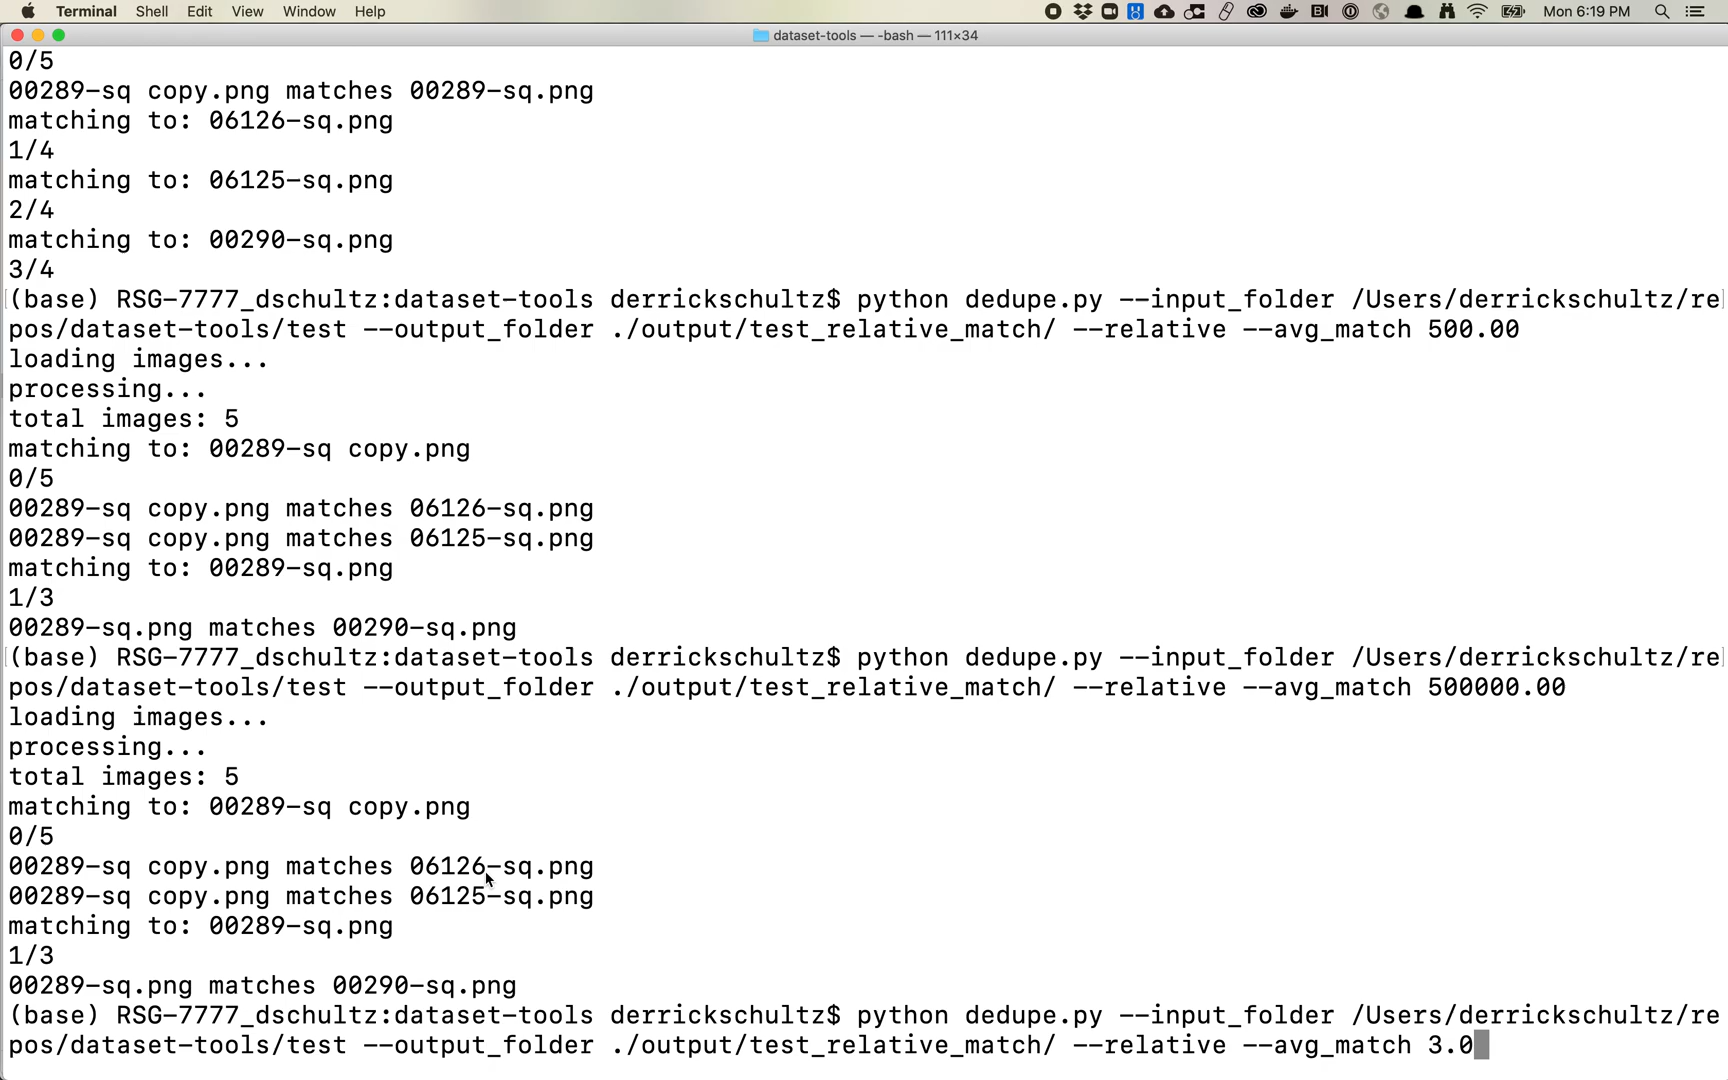 Terminal Shell Edit View Window Help Mon 6:19 PM
dataset-tools — -bash — 111×34
0/5
00289-sq copy.png matches 00289-sq.png
matching to: 06126-sq.png
1/4
matching to: 06125-sq.png
2/4
matching to: 00290-sq.png
3/4
(base) RSG-7777_dschultz:dataset-tools derrickschultz$ python dedupe.py --input_folder /Users/derrickschultz/re
pos/dataset-tools/test --output_folder ./output/test_relative_match/ --relative --avg_match 500.00
loading images...
processing...
total images: 5
matching to: 00289-sq copy.png
0/5
00289-sq copy.png matches 06126-sq.png
00289-sq copy.png matches 06125-sq.png
matching to: 00289-sq.png
1/3
00289-sq.png matches 00290-sq.png
(base) RSG-7777_dschultz:dataset-tools derrickschultz$ python dedupe.py --input_folder /Users/derrickschultz/re
pos/dataset-tools/test --output_folder ./output/test_relative_match/ --relative --avg_match 500000.00
loading images...
processing...
total images: 5
matching to: 00289-sq copy.png
0/5
00289-sq copy.png matches 06126-sq.png
00289-sq copy.png matches 06125-sq.png
matching to: 00289-sq.png
1/3
00289-sq.png matches 00290-sq.png
(base) RSG-7777_dschultz:dataset-tools derrickschultz$ python dedupe.py --input_folder /Users/derrickschultz/re
pos/dataset-tools/test --output_folder ./output/test_relative_match/ --relative --avg_match 3.0